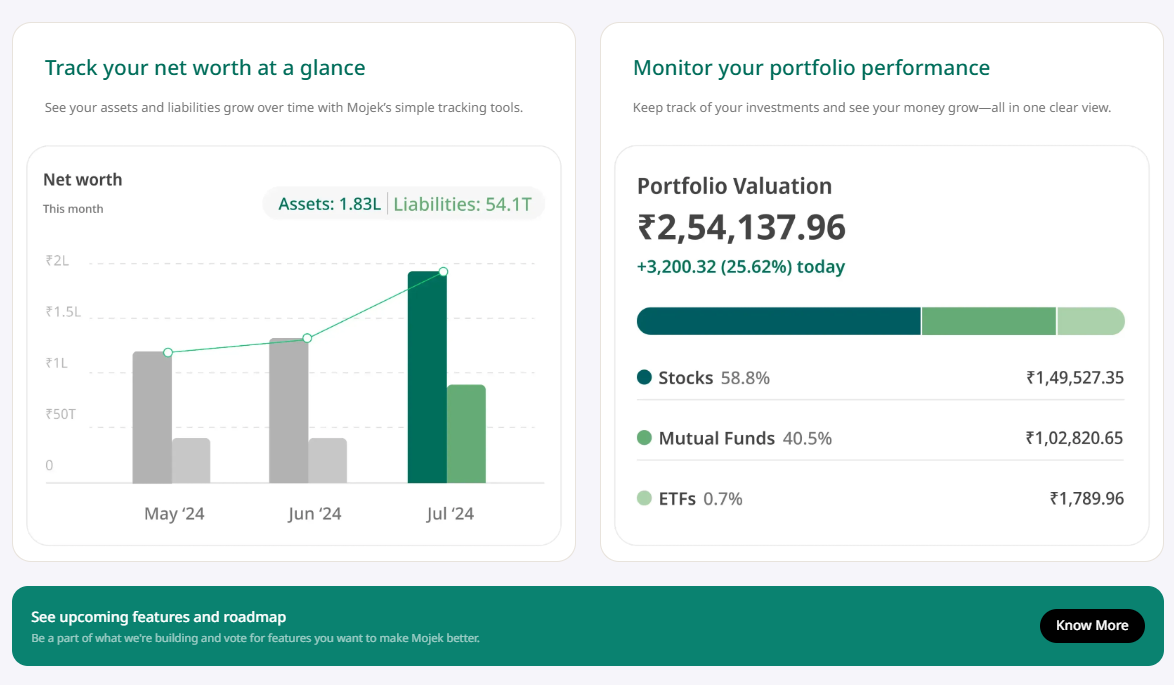 Track your net worth at a glance
See your assets and liabilities grow over time with Mojek's simple tracking tools.
Net worth
This month
Assets: 1.83L
Liabilities: 54.1T
₹2L
₹1.5L
₹1L
₹50T
0
May ‘24
Jun ‘24
Jul ‘24
Monitor your portfolio performance
Keep track of your investments and see your money grow—all in one clear view.
Portfolio Valuation
₹2,54,137.96
+3,200.32 (25.62%) today
Stocks 58.8% ₹1,49,527.35
Mutual Funds 40.5% ₹1,02,820.65
ETFs 0.7% ₹1,789.96
See upcoming features and roadmap
Be a part of what we're building and vote for features you want to make Mojek better.
Know More